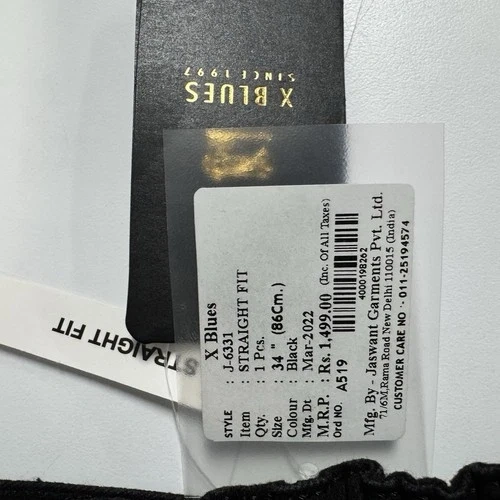 X BLUES
SINCE 1997
STRAIGHT FIT
X Blues
STYLE : J-6331
Item : STRAIGHT FIT
Qty. : 1 Pcs.
Size : 34 " (86Cm.)
Colour : Black
Mfg. Dt : Mar-2022
M.R.P. : Rs. 1,499.00 (Inc. Of All Taxes)
Ord NO. A519
4000198262
Mfg. By - Jaswant Garments Pvt. Ltd.
71/6M,Rama Road New Delhi 110015 (India)
CUSTOMER CARE NO · 011-25194574